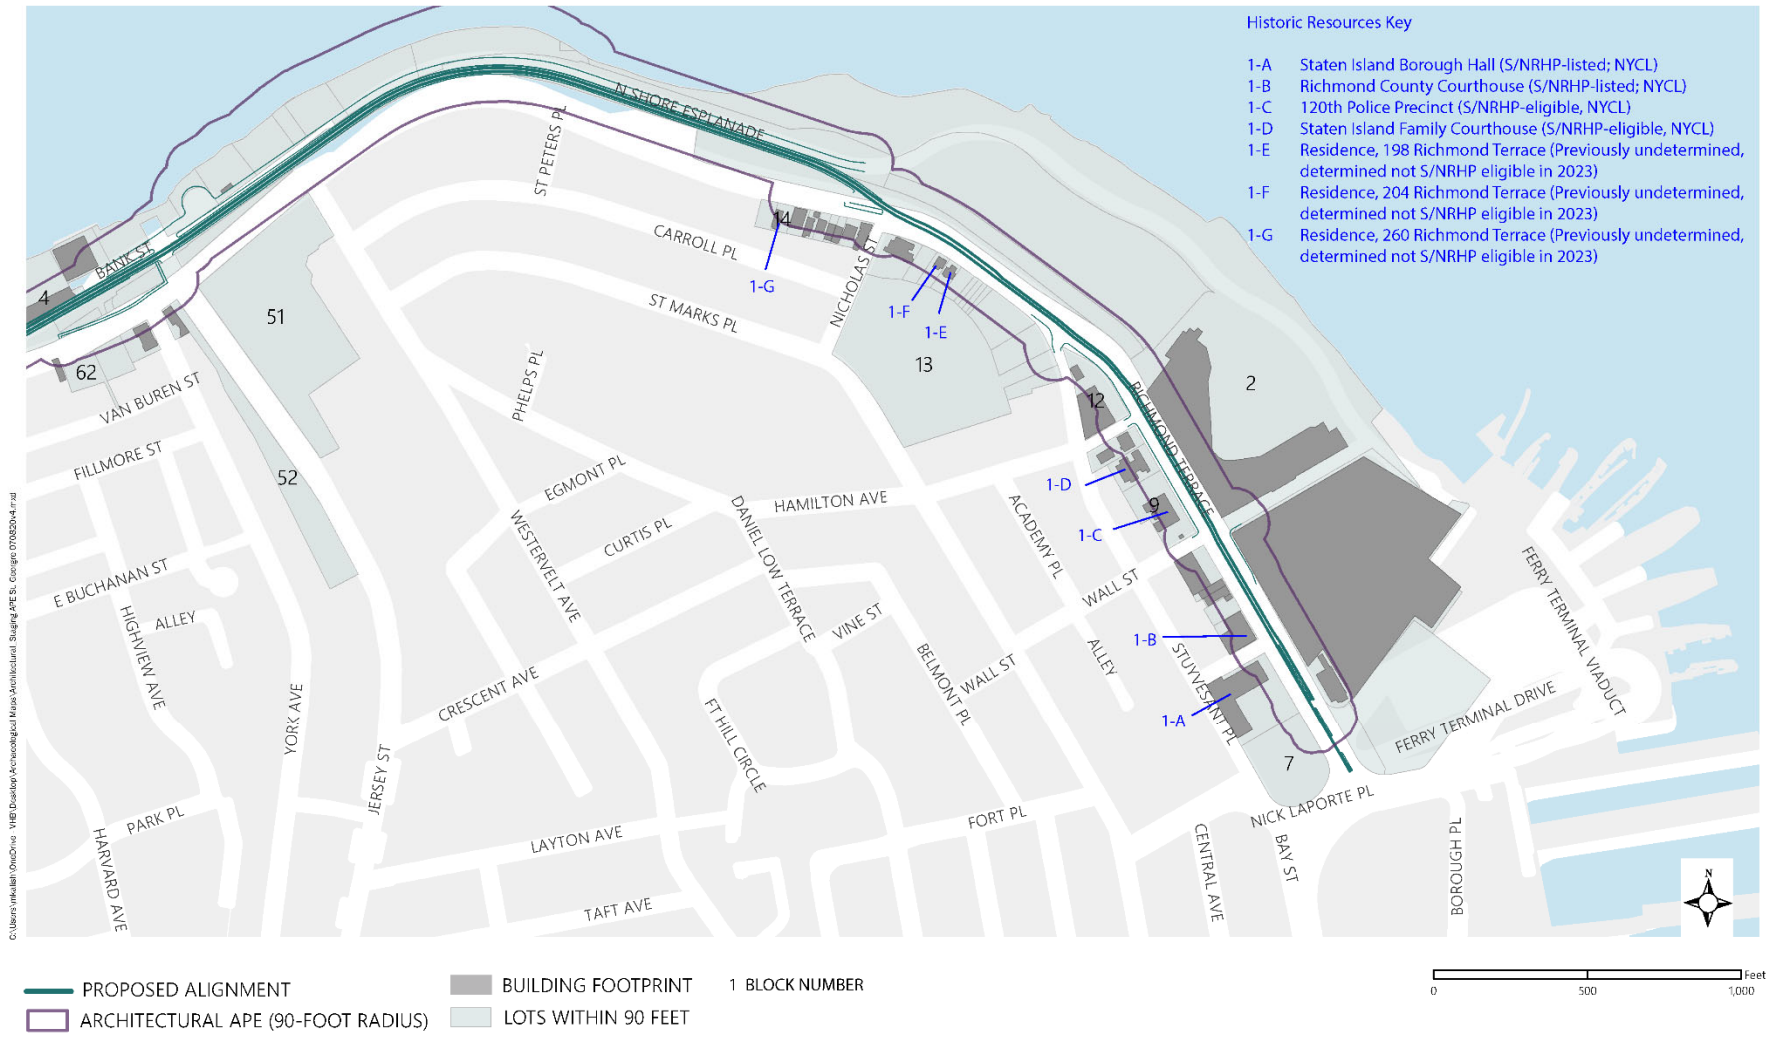 Historic Resources Key
1-A Staten Island Borough Hall (S/NRHP-listed; NYCL)
1-B Richmond County Courthouse (S/NRHP-listed; NYCL)
1-C 120th Police Precinct (S/NRHP-eligible, NYCL)
1-D Staten Island Family Courthouse (S/NRHP-eligible, NYCL)
1-E Residence, 198 Richmond Terrace (Previously undetermined,
determined not S/NRHP eligible in 2023)
1-F Residence, 204 Richmond Terrace (Previously undetermined,
determined not S/NRHP eligible in 2023)
1-G Residence, 260 Richmond Terrace (Previously undetermined,
determined not S/NRHP eligible in 2023)
N SHORE ESPLANADE
ST PETERS PL
14
CARROLL PL
NICHOLAS ST
BANK ST
1-G
4
ST MARKS PL
1-F
1-E
51
13
62
2
VAN BUREN ST
PHELPS PL
12
RICHMOND TERRACE
FILLMORE ST
52
EGMONT PL
1-D
HAMILTON AVE
DANIEL LOW TERRACE
ACADEMY PL
9
1-C
CURTIS PL
WESTERVELT AVE
E BUCHANAN ST
WALL ST
FERRY TERMINAL VIADUCT
HIGHVIEW AVE
ALLEY
VINE ST
1-B
ALLEY
STUYVESANT PL
BELMONT PL
WALL ST
CRESCENT AVE
1-A
FERRY TERMINAL DRIVE
YORK AVE
FT HILL CIRCLE
7
JERSEY ST
NICK LAPORTE PL
PARK PL
FORT PL
LAYTON AVE
HARVARD AVE
CENTRAL AVE
BAY ST
BOROUGH PL
TAFT AVE
N
PROPOSED ALIGNMENT
ARCHITECTURAL APE (90-FOOT RADIUS)
BUILDING FOOTPRINT
LOTS WITHIN 90 FEET
1 BLOCK NUMBER
Feet
0 500 1,000